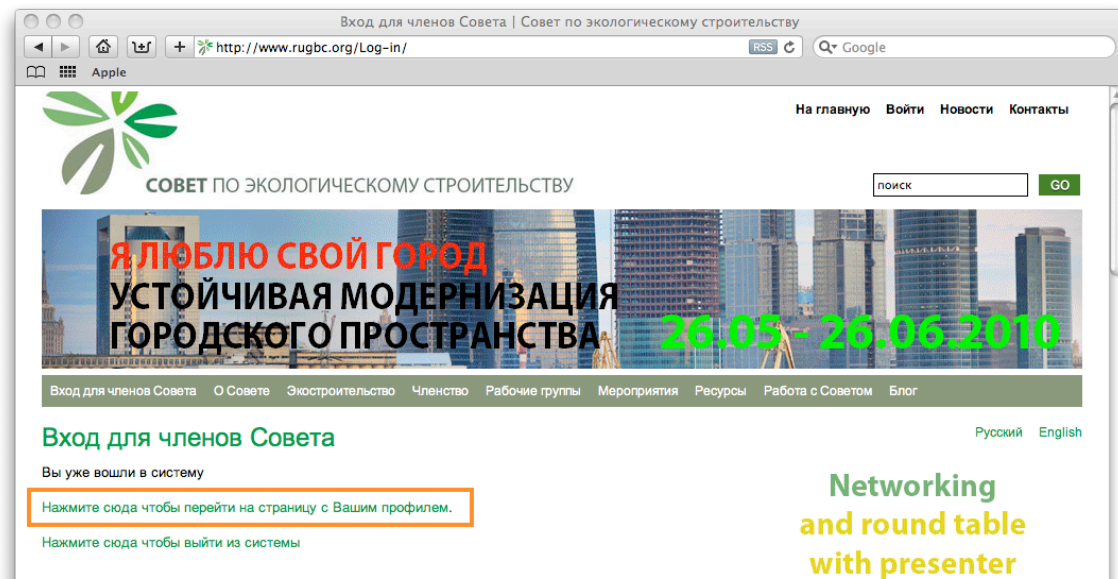 Вход для членов Совета | Совет по экологическому строительству
http://www.rugbc.org/Log-in/
RSS
Google
Apple
На главную Войти Новости Контакты
СОВЕТ ПО ЭКОЛОГИЧЕСКОМУ СТРОИТЕЛЬСТВУ
поиск GO
Я ЛЮБЛЮ СВОЙ ГОРОД
УСТОЙЧИВАЯ МОДЕРНИЗАЦИЯ
ГОРОДСКОГО ПРОСТРАНСТВА
26.05 - 26.06.2010
Вход для членов Совета О Совете Экостроительство Членство Рабочие группы Мероприятия Ресурсы Работа с Советом Блог
Вход для членов Совета
Русский English
Вы уже вошли в систему
Нажмите сюда чтобы перейти на страницу с Вашим профилем.
Нажмите сюда чтобы выйти из системы
Networking
and round table
with presenter